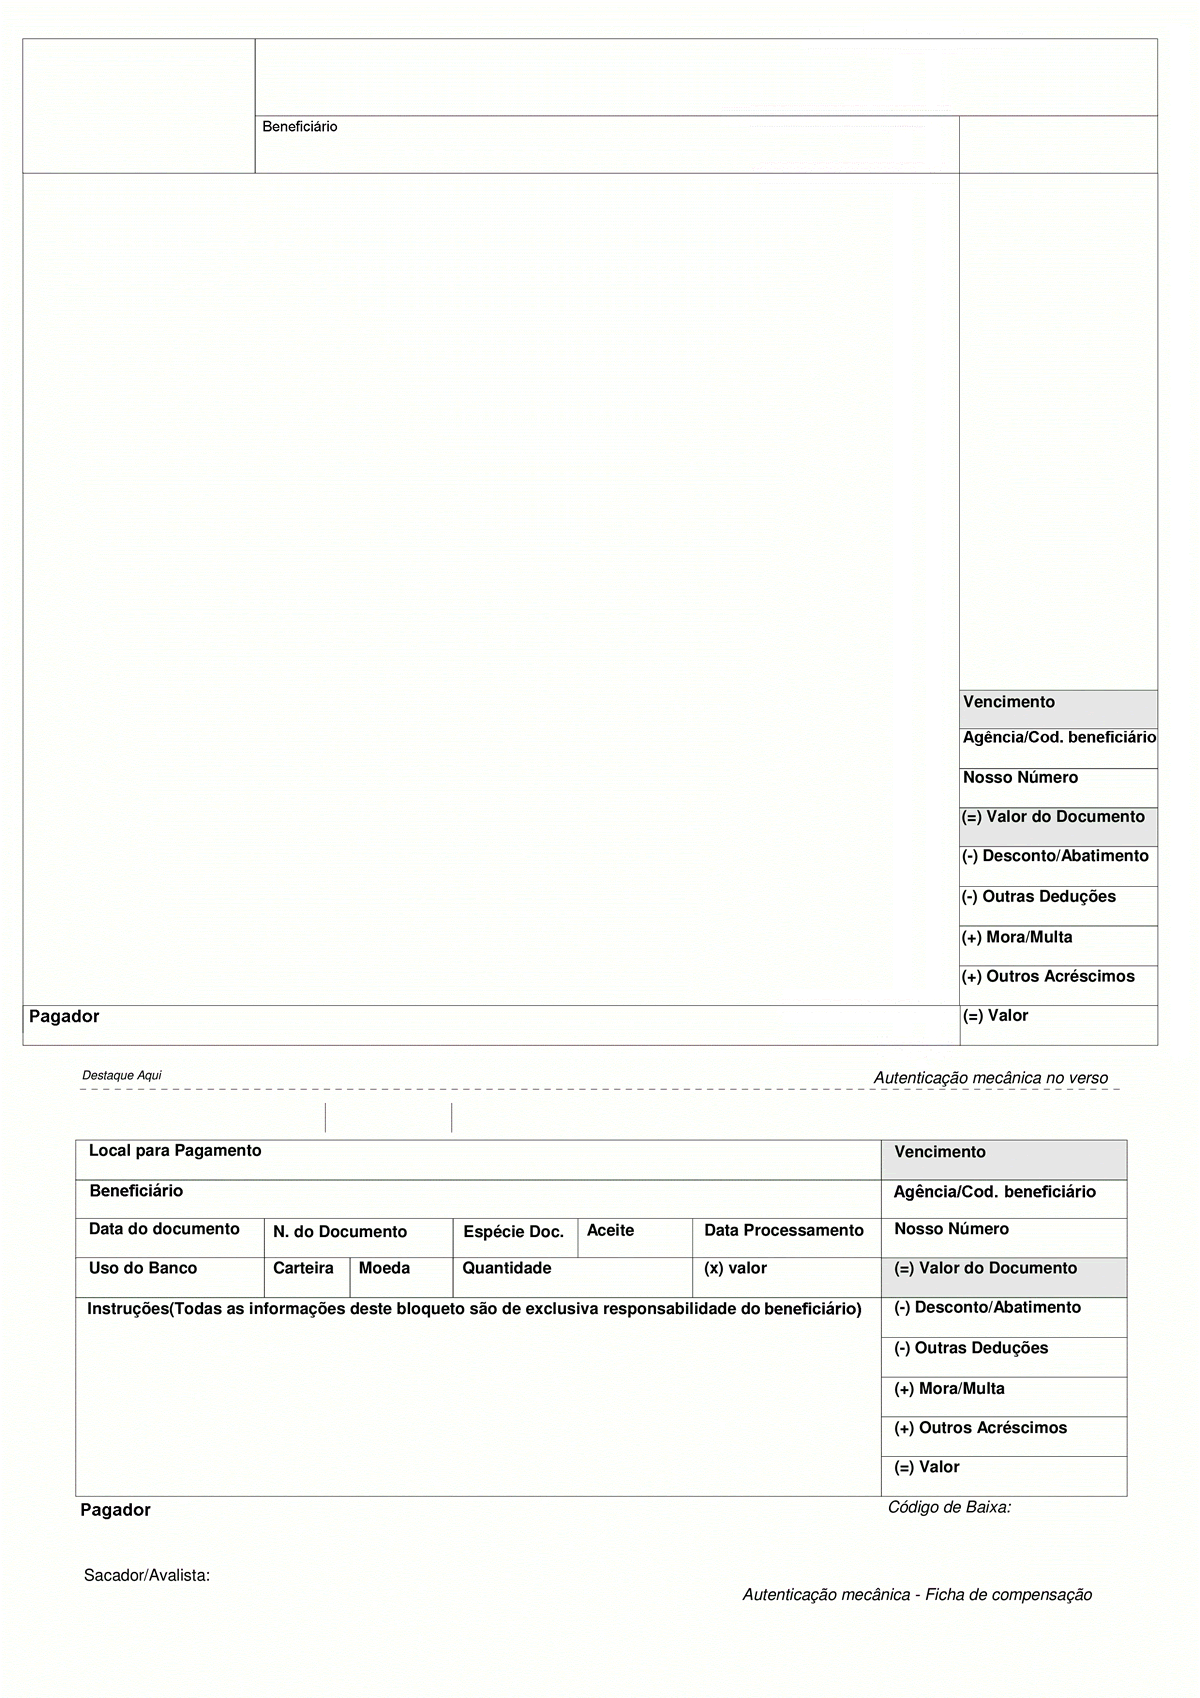 Beneficiário
Vencimento
Agência/Cod. beneficiário
Nosso Número
(=) Valor do Documento
(-) Desconto/Abatimento
(-) Outras Deduções
(+) Mora/Multa
(+) Outros Acréscimos
Pagador
(=) Valor
Destaque Aqui
Autenticação mecânica no verso
Local para Pagamento
Vencimento
Beneficiário
Agência/Cod. beneficiário
Data do documento
N. do Documento
Espécie Doc.
Aceite
Data Processamento
Nosso Número
Uso do Banco
Carteira
Moeda
Quantidade
(x) valor
(=) Valor do Documento
Instruções(Todas as informações deste bloqueto são de exclusiva responsabilidade do beneficiário)
(-) Desconto/Abatimento
(-) Outras Deduções
(+) Mora/Multa
(+) Outros Acréscimos
(=) Valor
Pagador
Código de Baixa:
Sacador/Avalista:
Autenticação mecânica - Ficha de compensação